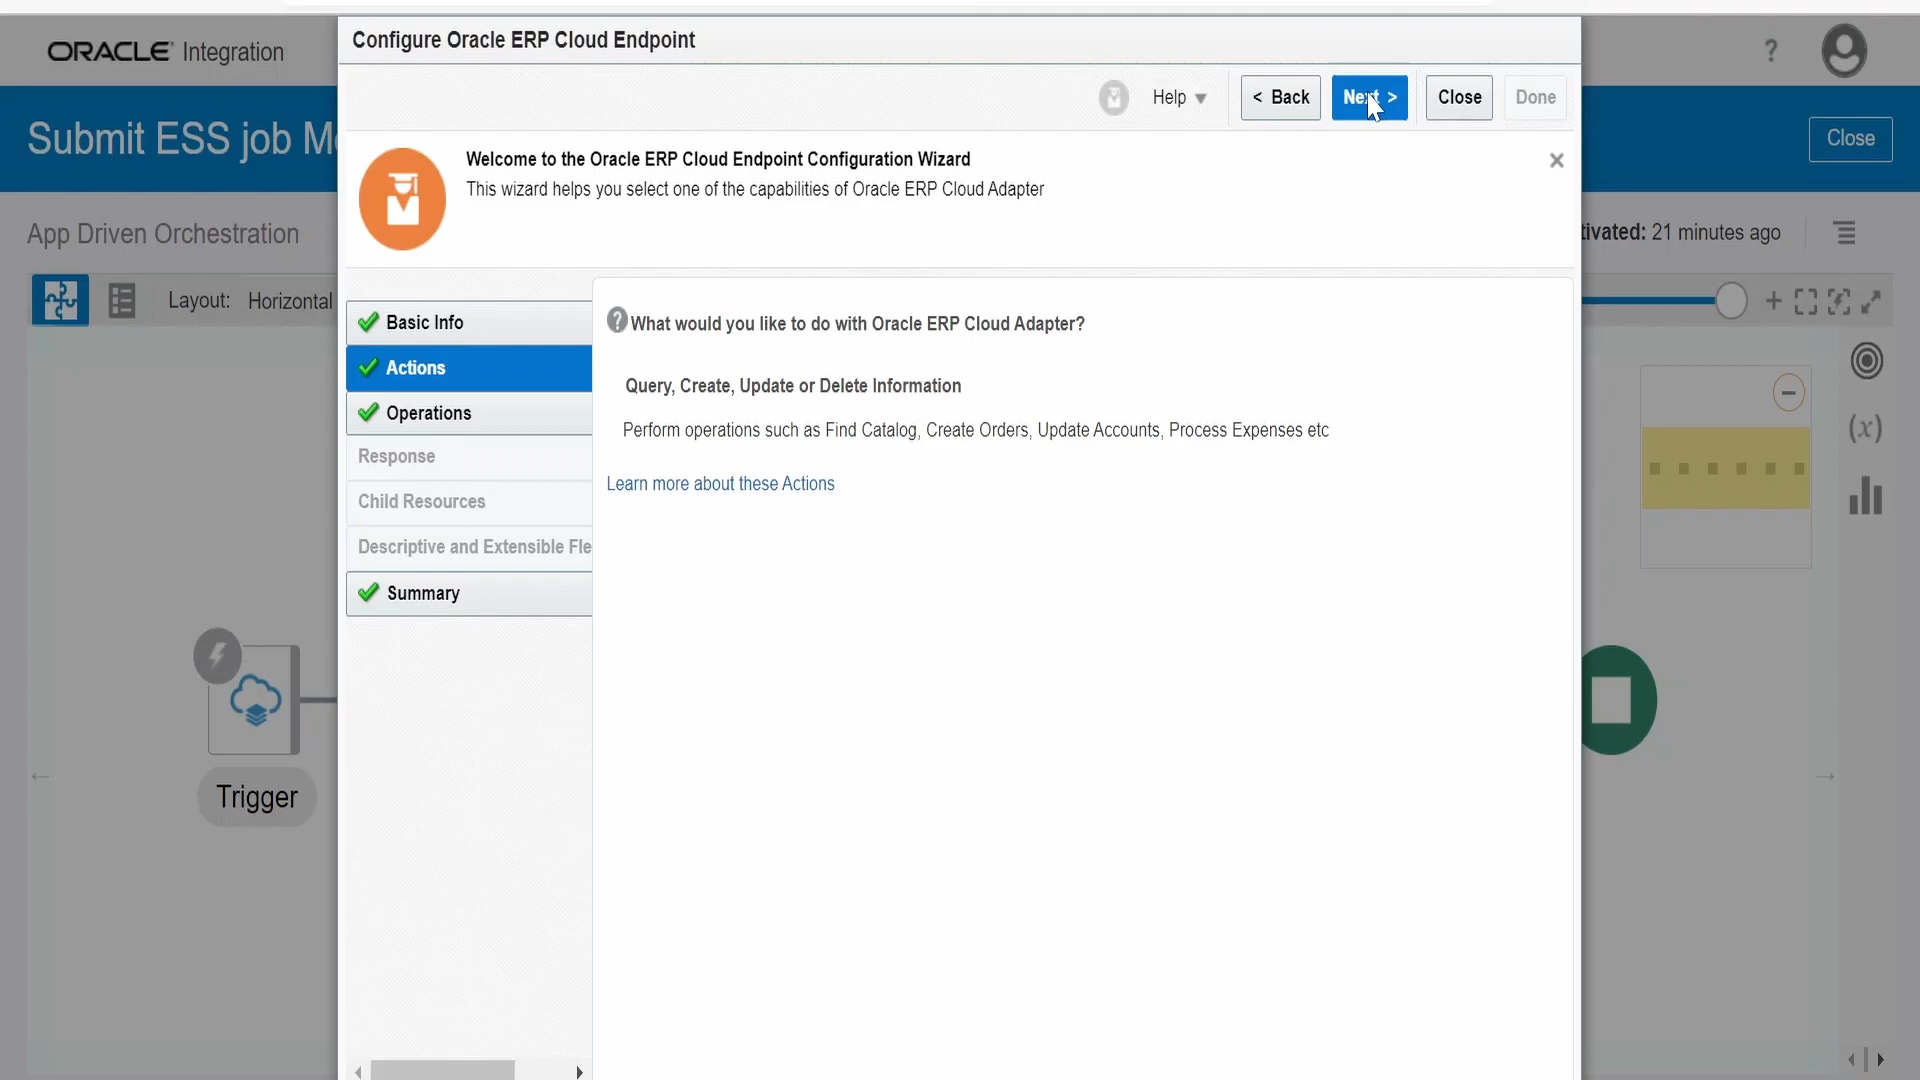 Configure Oracle ERP Cloud Endpoint
ORACLE Integration
?
Help
< Back
Next >
Close
Done
Submit ESS job M
Close
Welcome to the Oracle ERP Cloud Endpoint Configuration Wizard
This wizard helps you select one of the capabilities of Oracle ERP Cloud Adapter
App Driven Orchestration
tivated: 21 minutes ago
Layout: Horizontal
Basic Info
Actions
Operations
Response
Child Resources
Descriptive and Extensible Fle
Summary
What would you like to do with Oracle ERP Cloud Adapter?
Query, Create, Update or Delete Information
Perform operations such as Find Catalog, Create Orders, Update Accounts, Process Expenses etc
Learn more about these Actions
(x)
Trigger